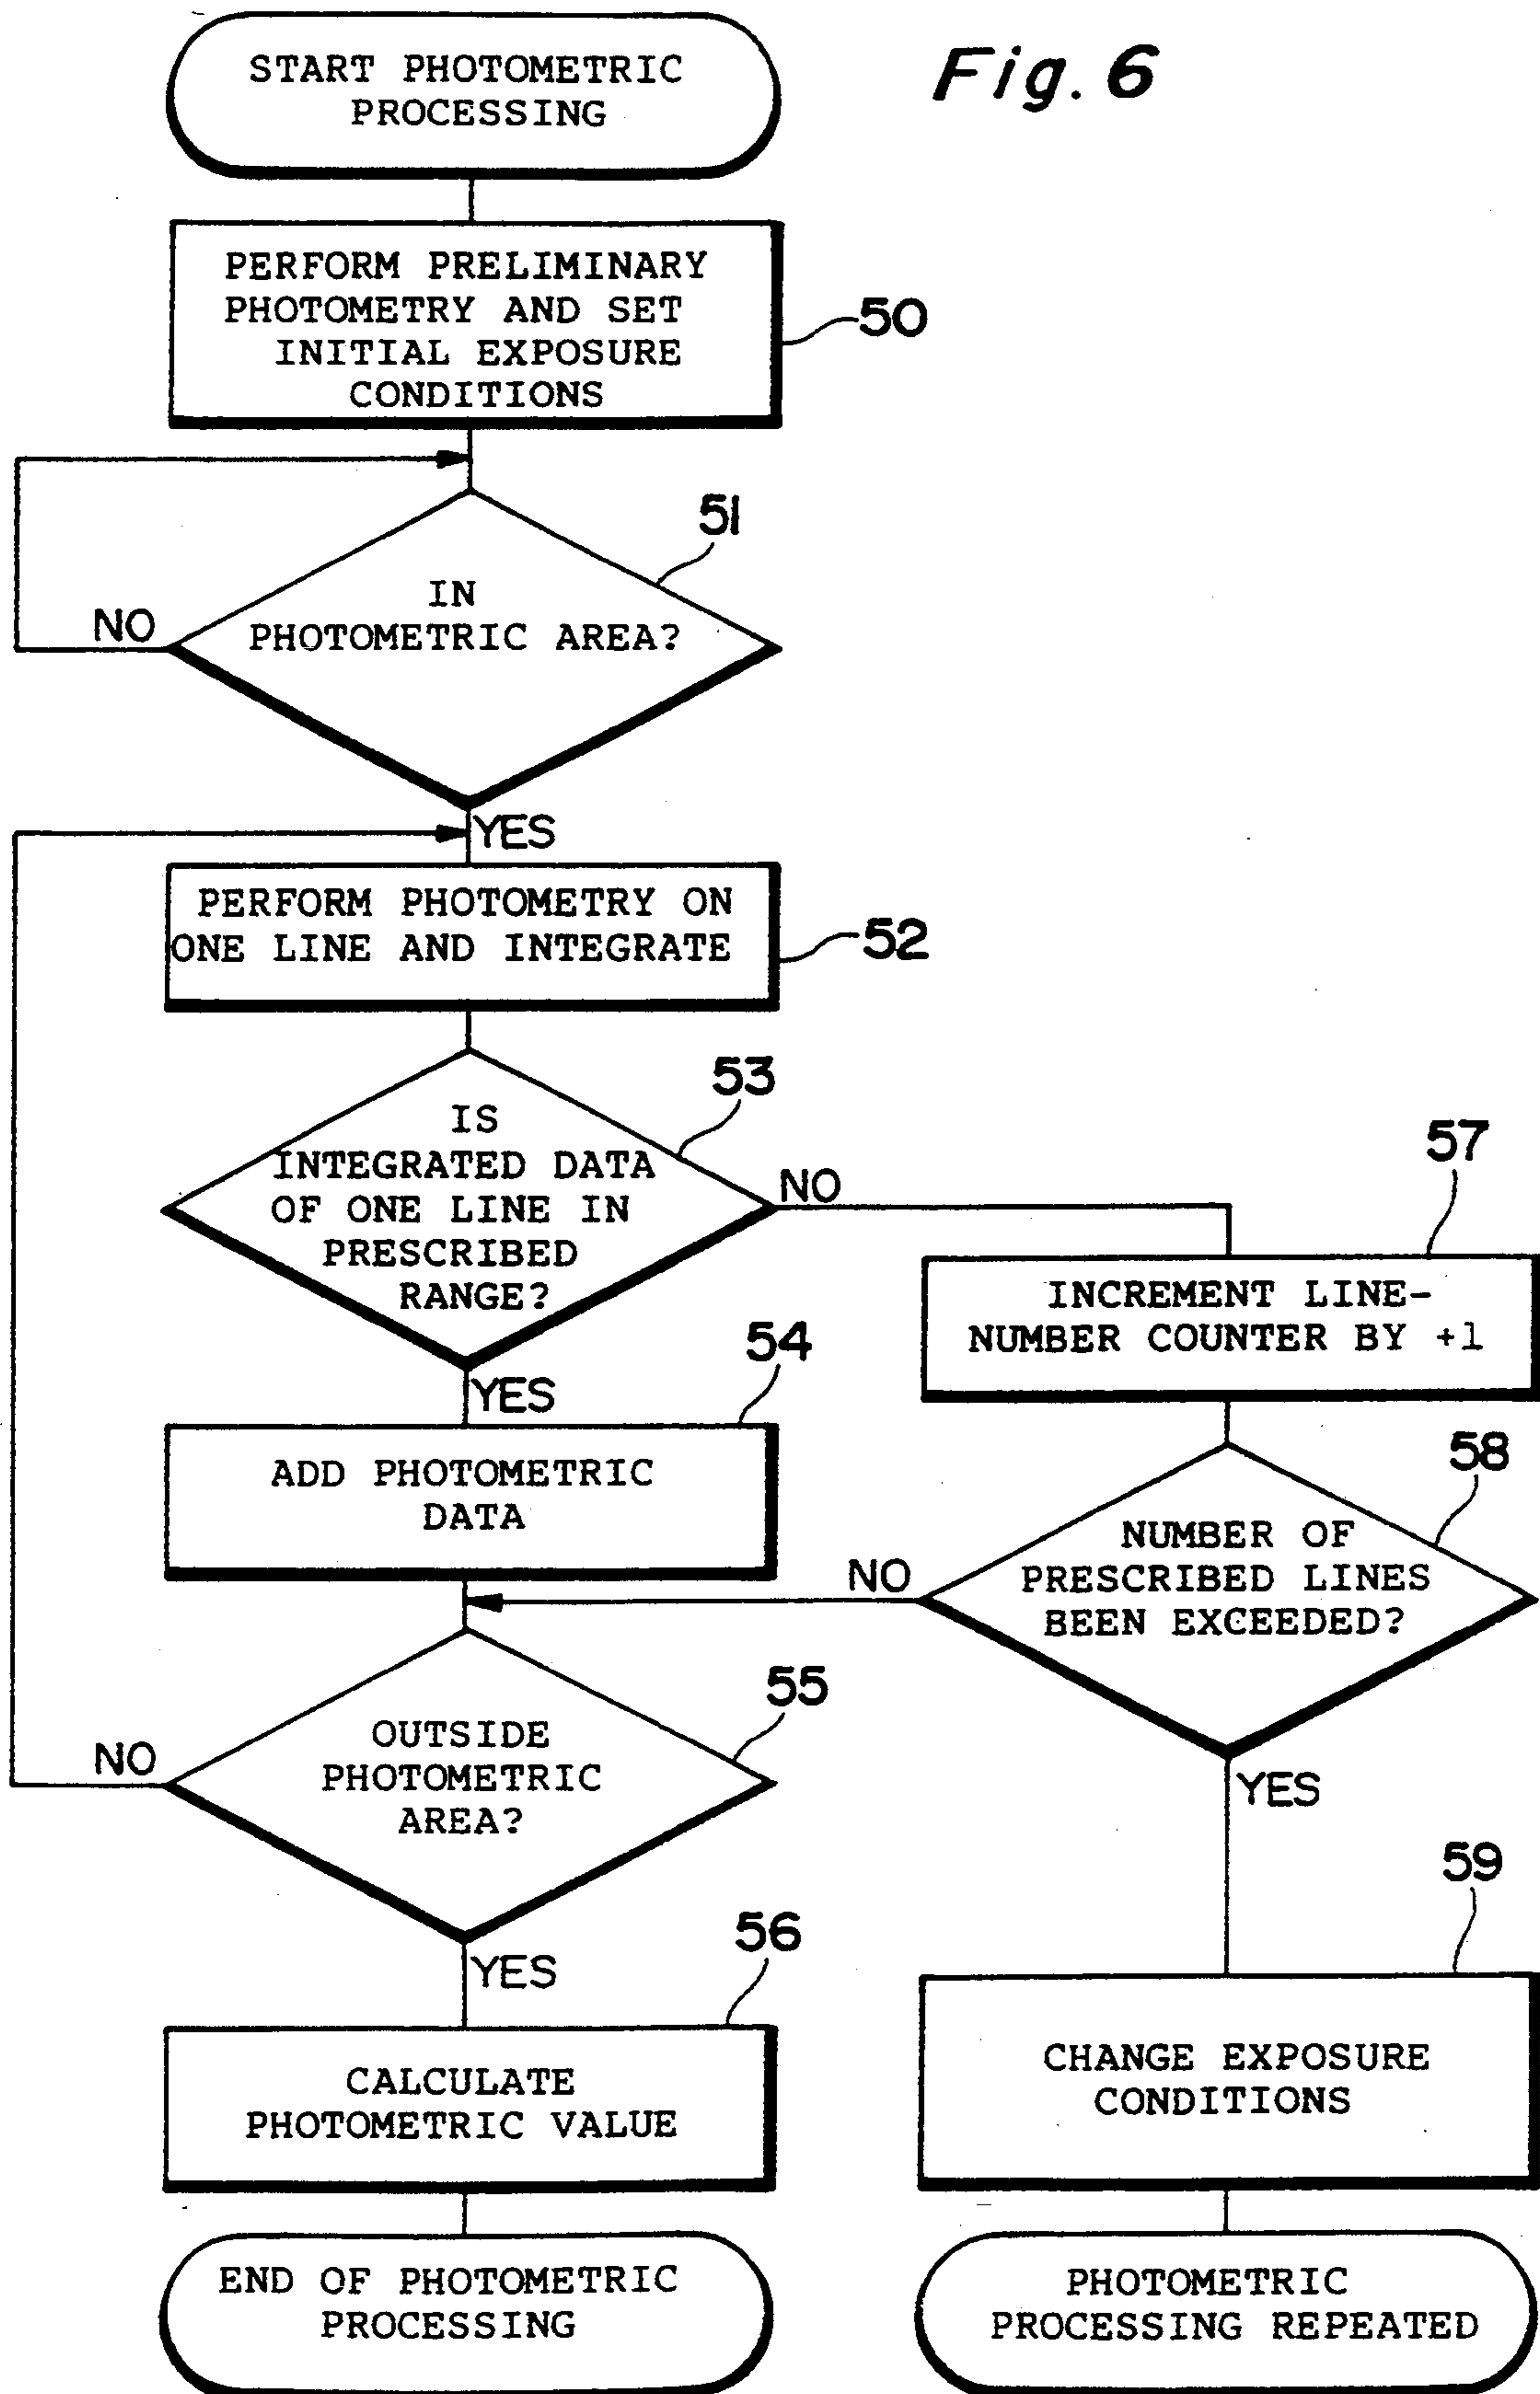 Fig. 6
START PHOTOMETRIC
PROCESSING
PERFORM PRELIMINARY
PHOTOMETRY AND SET
INITIAL EXPOSURE
CONDITIONS
50
51
IN
PHOTOMETRIC AREA?
NO
YES
PERFORM PHOTOMETRY ON
ONE LINE AND INTEGRATE
52
53
IS
INTEGRATED DATA
OF ONE LINE IN
PRESCRIBED
RANGE?
NO
YES
57
INCREMENT LINE-
NUMBER COUNTER BY +1
54
ADD PHOTOMETRIC
DATA
58
NUMBER OF
PRESCRIBED LINES
BEEN EXCEEDED?
NO
YES
55
OUTSIDE
PHOTOMETRIC
AREA?
NO
YES
56
CALCULATE
PHOTOMETRIC VALUE
59
CHANGE EXPOSURE
CONDITIONS
END OF PHOTOMETRIC
PROCESSING
PHOTOMETRIC
PROCESSING REPEATED